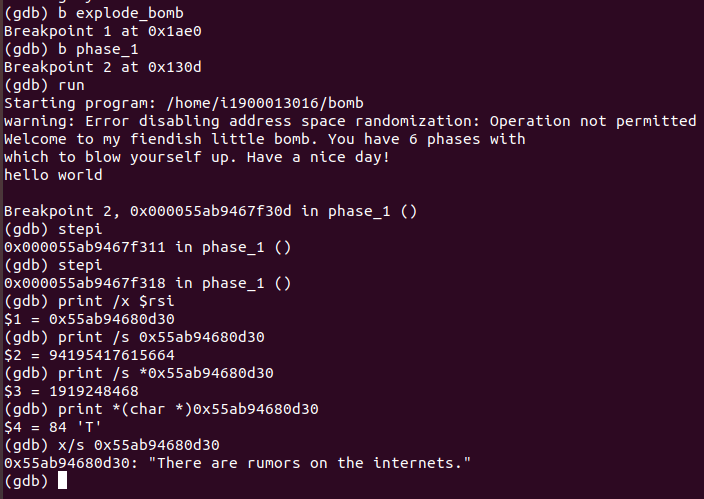 (gdb) b explode_bomb
Breakpoint 1 at 0x1ae0
(gdb) b phase_1
Breakpoint 2 at 0x130d
(gdb) run
Starting program: /home/i1900013016/bomb
warning: Error disabling address space randomization: Operation not permitted
Welcome to my fiendish little bomb. You have 6 phases with
which to blow yourself up. Have a nice day!
hello world

Breakpoint 2, 0x000055ab9467f30d in phase_1 ()
(gdb) stepi
0x000055ab9467f311 in phase_1 ()
(gdb) stepi
0x000055ab9467f318 in phase_1 ()
(gdb) print /x $rsi
$1 = 0x55ab94680d30
(gdb) print /s 0x55ab94680d30
$2 = 94195417615664
(gdb) print /s *0x55ab94680d30
$3 = 1919248468
(gdb) print *(char *)0x55ab94680d30
$4 = 84 'T'
(gdb) x/s 0x55ab94680d30
0x55ab94680d30: "There are rumors on the internets."
(gdb)